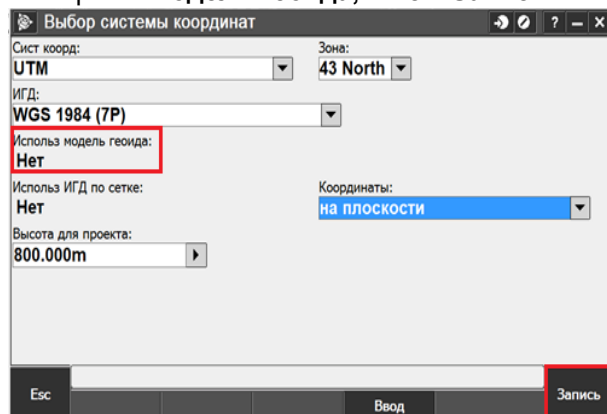 Выбор системы координат ? – X
Сист коорд: Зона:
UTM 43 North
ИГД:
WGS 1984 (7P)
Использ модель геоида:
Нет
Использ ИГД по сетке: Координаты:
Нет на плоскости
Высота для проекта:
800.000m
Esc Ввод Запись